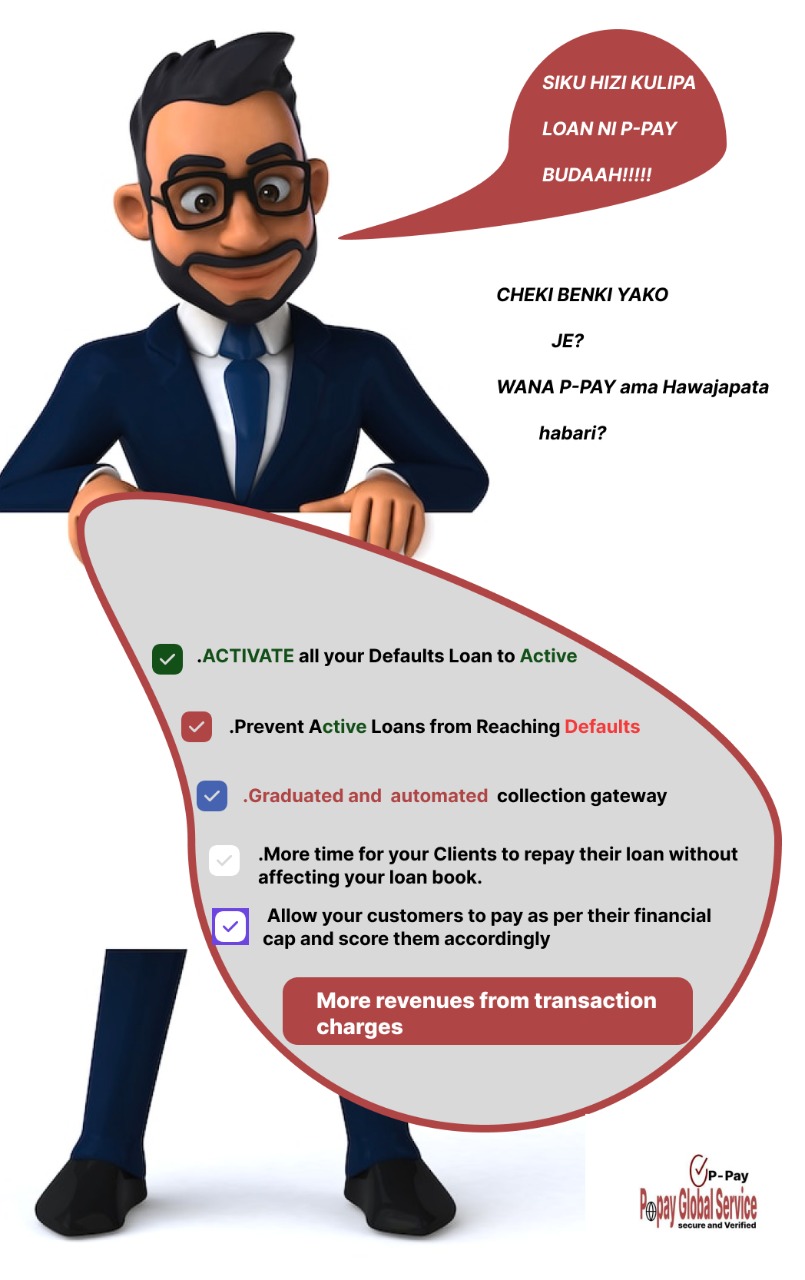 SIKU HIZI KULIPA
LOAN NI P-PAY
BUDAAH!!!!!
CHEKI BENKI YAKO
JE?
WANA P-PAY ama Hawajapata
habari?
.ACTIVATE all your Defaults Loan to Active
.Prevent Active Loans from Reaching Defaults
.Graduated and automated collection gateway
.More time for your Clients to repay their loan without
affecting your loan book.
Allow your customers to pay as per their financial
cap and score them accordingly
More revenues from transaction
charges
P-Pay
Popay Global Service
secure and Verified